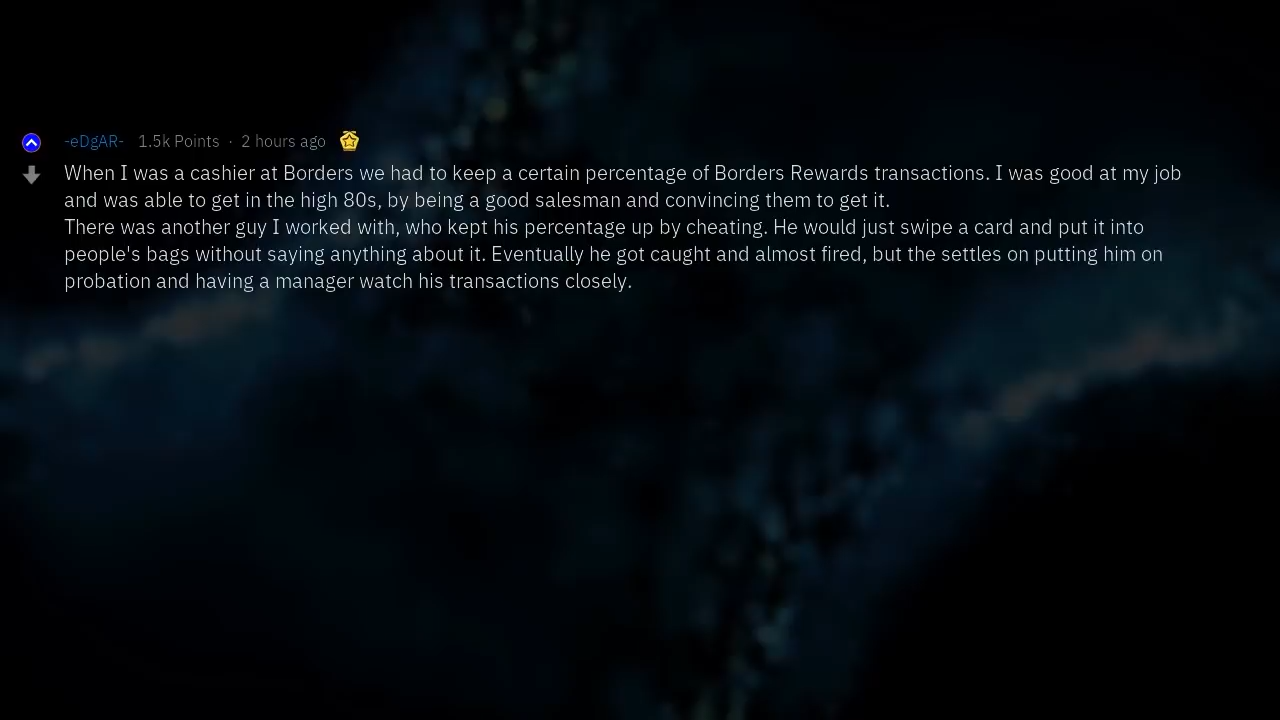 -eDgAR- 1.5k Points · 2 hours ago
When I was a cashier at Borders we had to keep a certain percentage of Borders Rewards transactions. I was good at my job
and was able to get in the high 80s, by being a good salesman and convincing them to get it.
There was another guy I worked with, who kept his percentage up by cheating. He would just swipe a card and put it into
people's bags without saying anything about it. Eventually he got caught and almost fired, but the settles on putting him on
probation and having a manager watch his transactions closely.